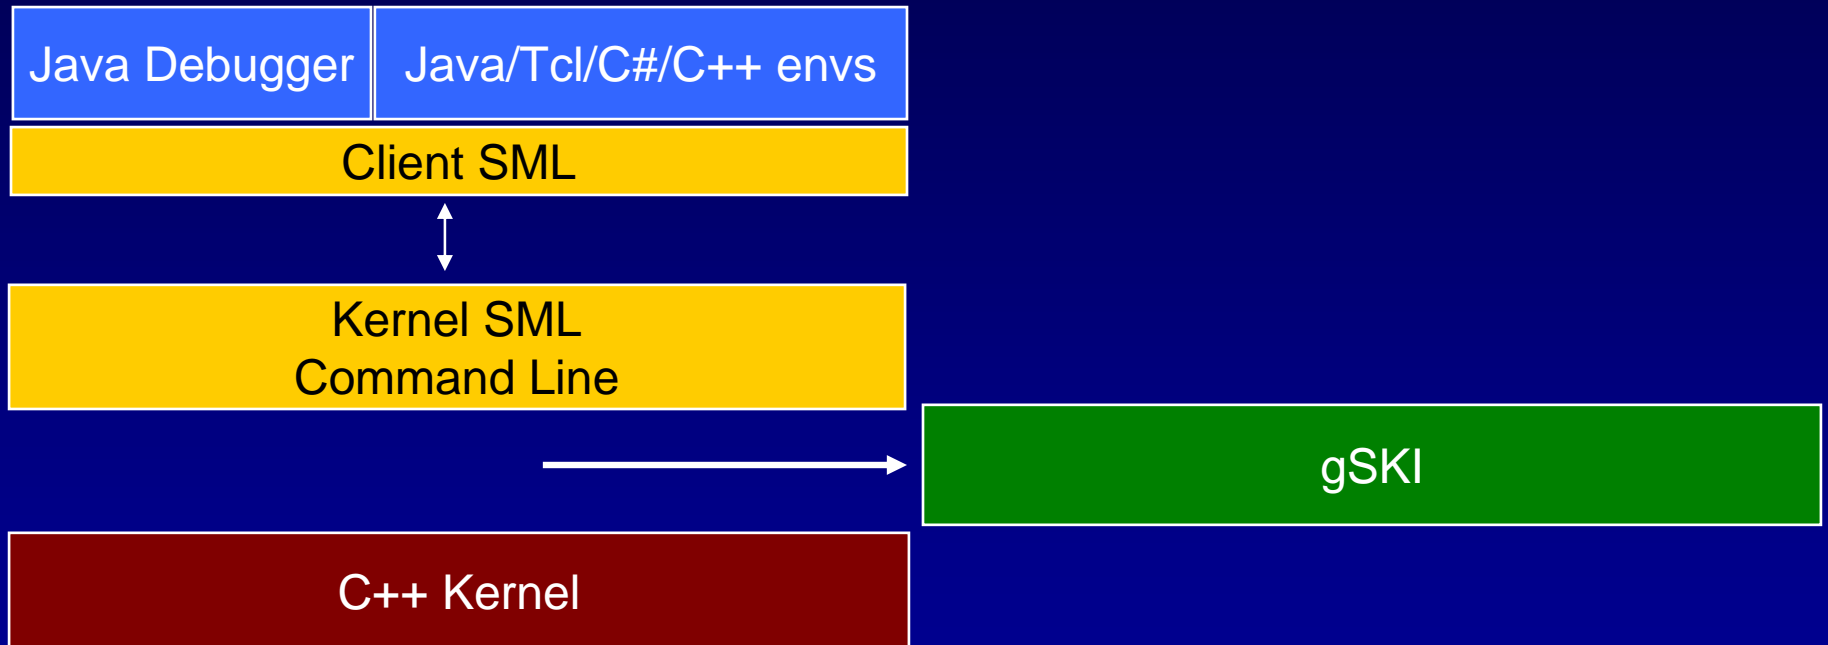 Java Debugger
Java/Tcl/C#/C++ envs
Client SML
Kernel SML
Command Line
gSKI
C++ Kernel